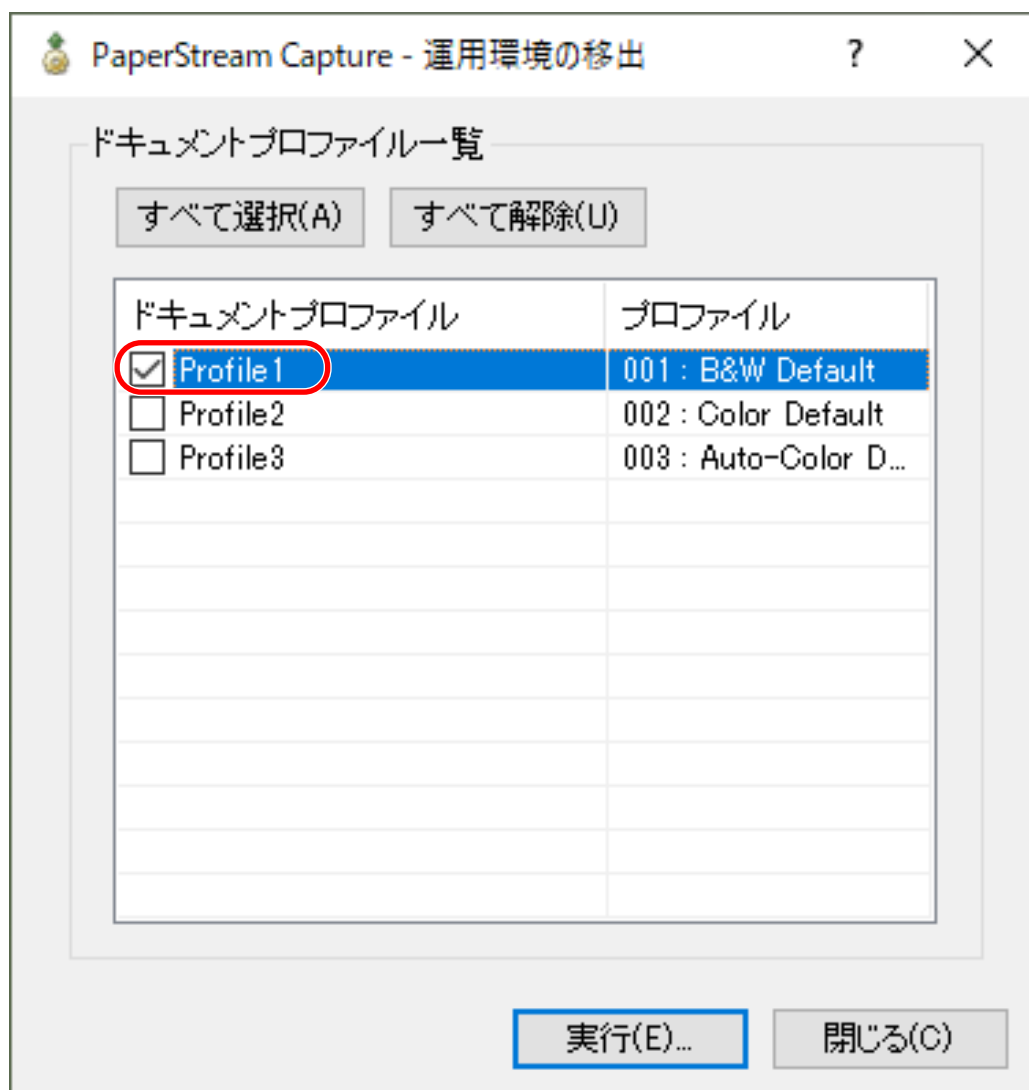 PaperStream Capture - 運用環境の移出
ドキュメントプロファイル一覧
すべて選択(A) すべて解除(U)
ドキュメントプロファイル プロファイル
Profile1 001 : B&W Default
Profile2 002 : Color Default
Profile3 003 : Auto-Color D...
実行(E)... 閉じる(C)